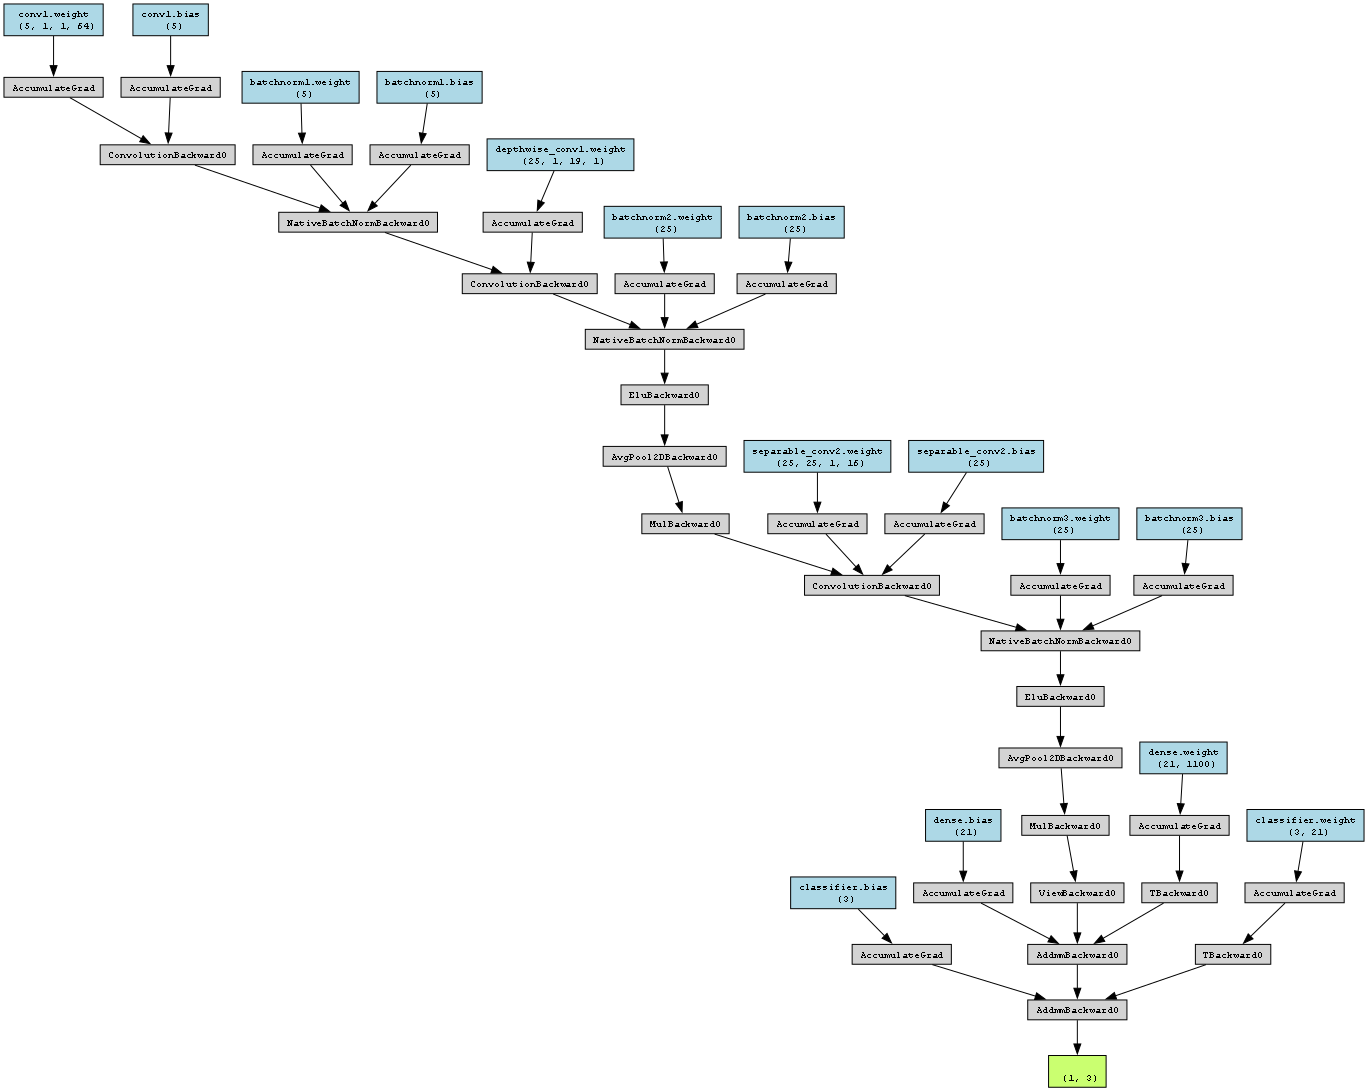 conv1.weight
(5, 1, 1, 64)
conv1.bias
(5)
AccumulateGrad
AccumulateGrad
batchnorm1.weight
(5)
batchnorm1.bias
(5)
ConvolutionBackward0
AccumulateGrad
AccumulateGrad
depthwise_conv1.weight
(25, 1, 19, 1)
NativeBatchNormBackward0
AccumulateGrad
batchnorm2.weight
(25)
batchnorm2.bias
(25)
ConvolutionBackward0
AccumulateGrad
AccumulateGrad
NativeBatchNormBackward0
EluBackward0
AvgPool2DBackward0
separable_conv2.weight
(25, 25, 1, 16)
separable_conv2.bias
(25)
MulBackward0
AccumulateGrad
AccumulateGrad
batchnorm3.weight
(25)
batchnorm3.bias
(25)
ConvolutionBackward0
AccumulateGrad
AccumulateGrad
NativeBatchNormBackward0
EluBackward0
AvgPool2DBackward0
dense.weight
(21, 1100)
dense.bias
(21)
MulBackward0
AccumulateGrad
classifier.weight
(3, 21)
classifier.bias
(3)
AccumulateGrad
ViewBackward0
TBackward0
AccumulateGrad
AccumulateGrad
AddmmBackward0
TBackward0
AddmmBackward0
(1, 3)